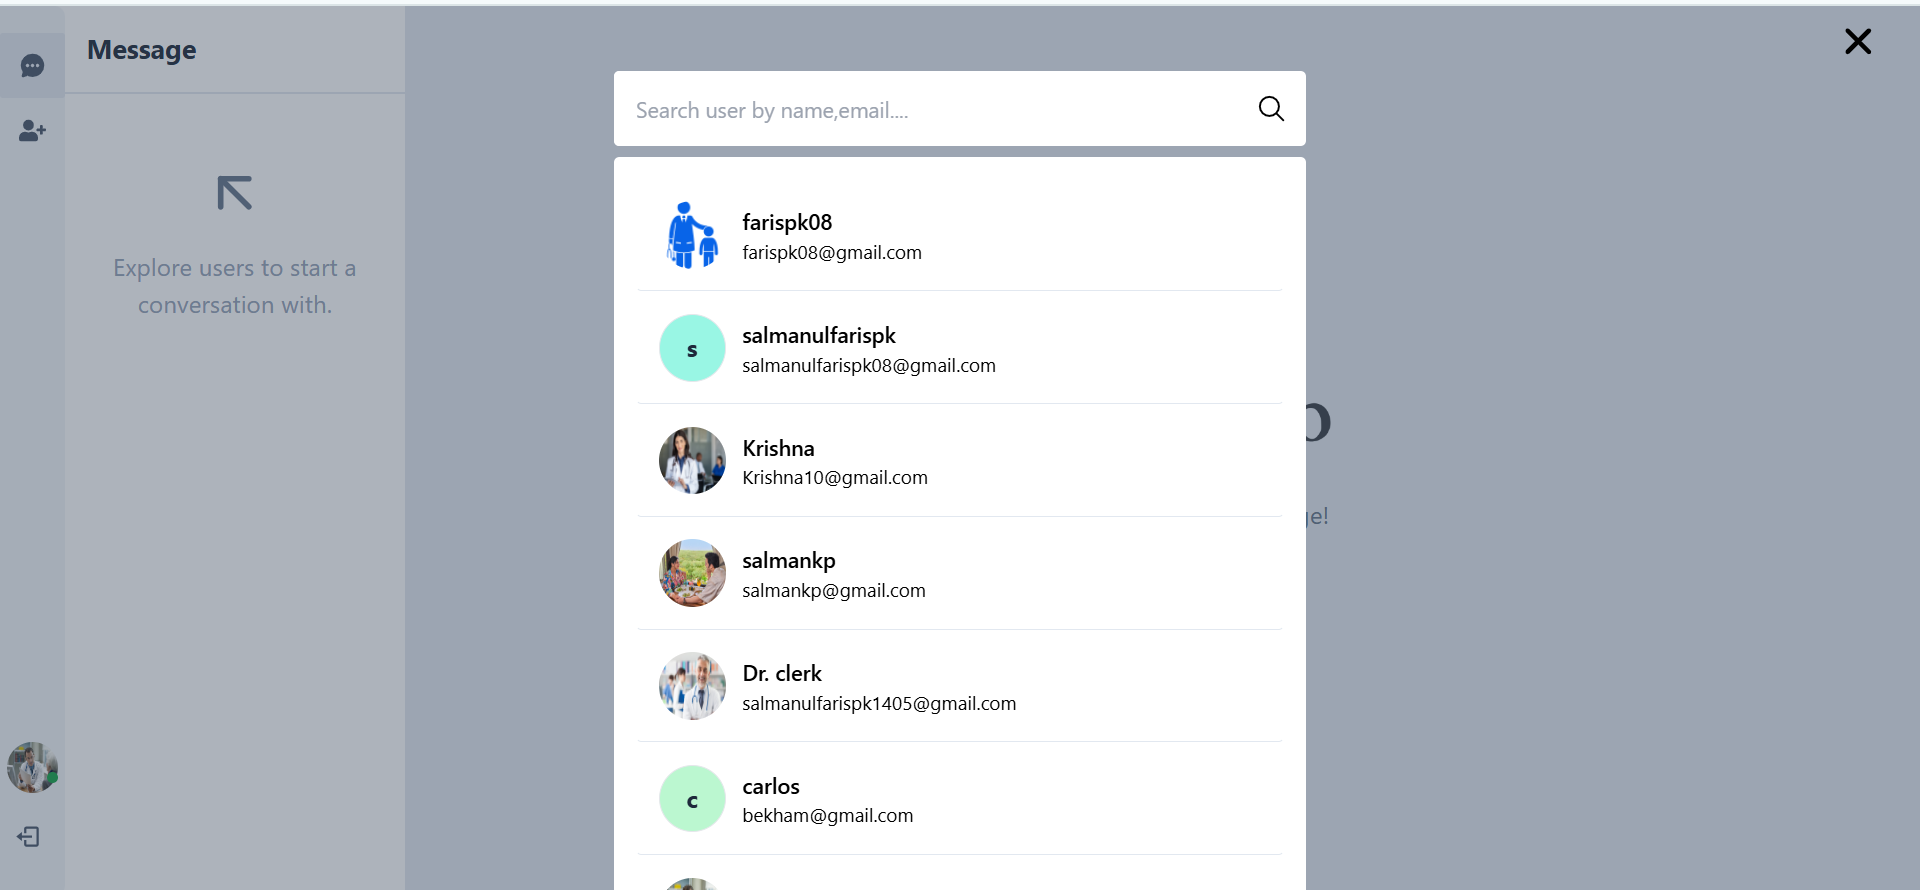 Message
Explore users to start a
conversation with.
Search user by name,email....
farispk08
farispk08@gmail.com
s
salmanulfarispk
salmanulfarispk08@gmail.com
Krishna
Krishna10@gmail.com
salmankp
salmankp@gmail.com
Dr. clerk
salmanulfarispk1405@gmail.com
c
carlos
bekham@gmail.com